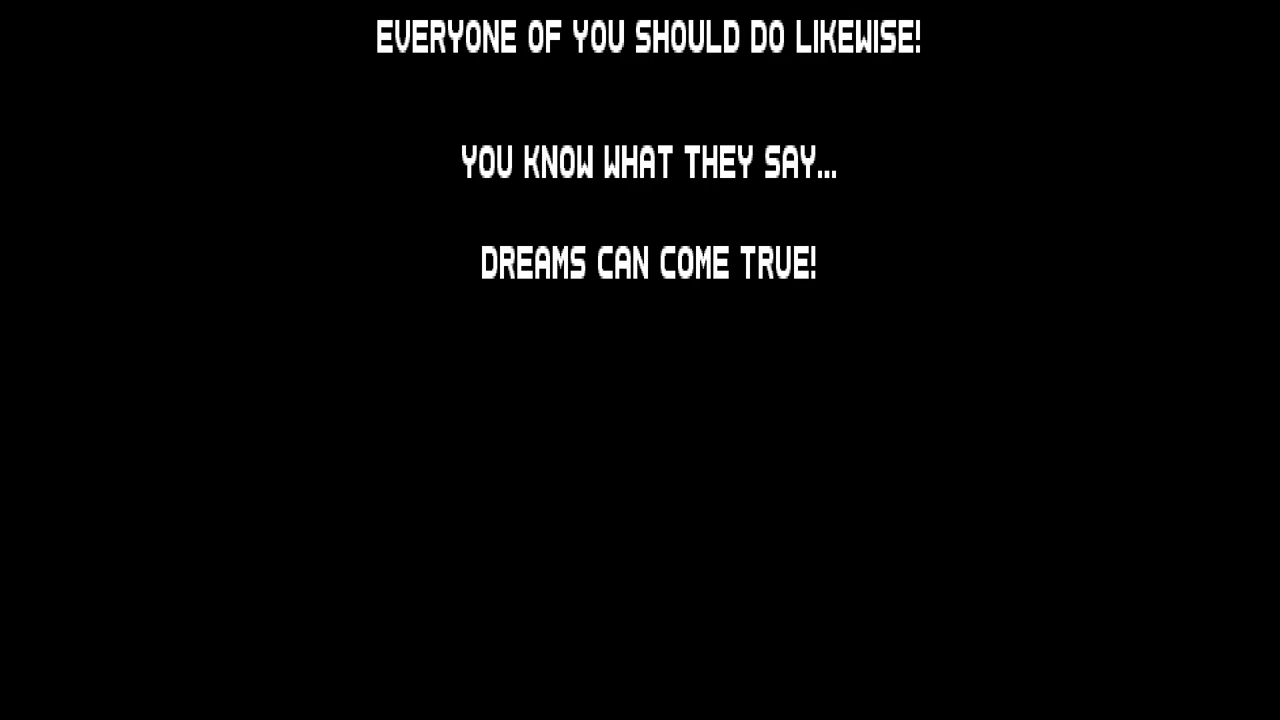 EVERYONE OF YOU SHOULD DO LIKEWISE!
YOU KNOW WHAT THEY SAY...
DREAMS CAN COME TRUE!